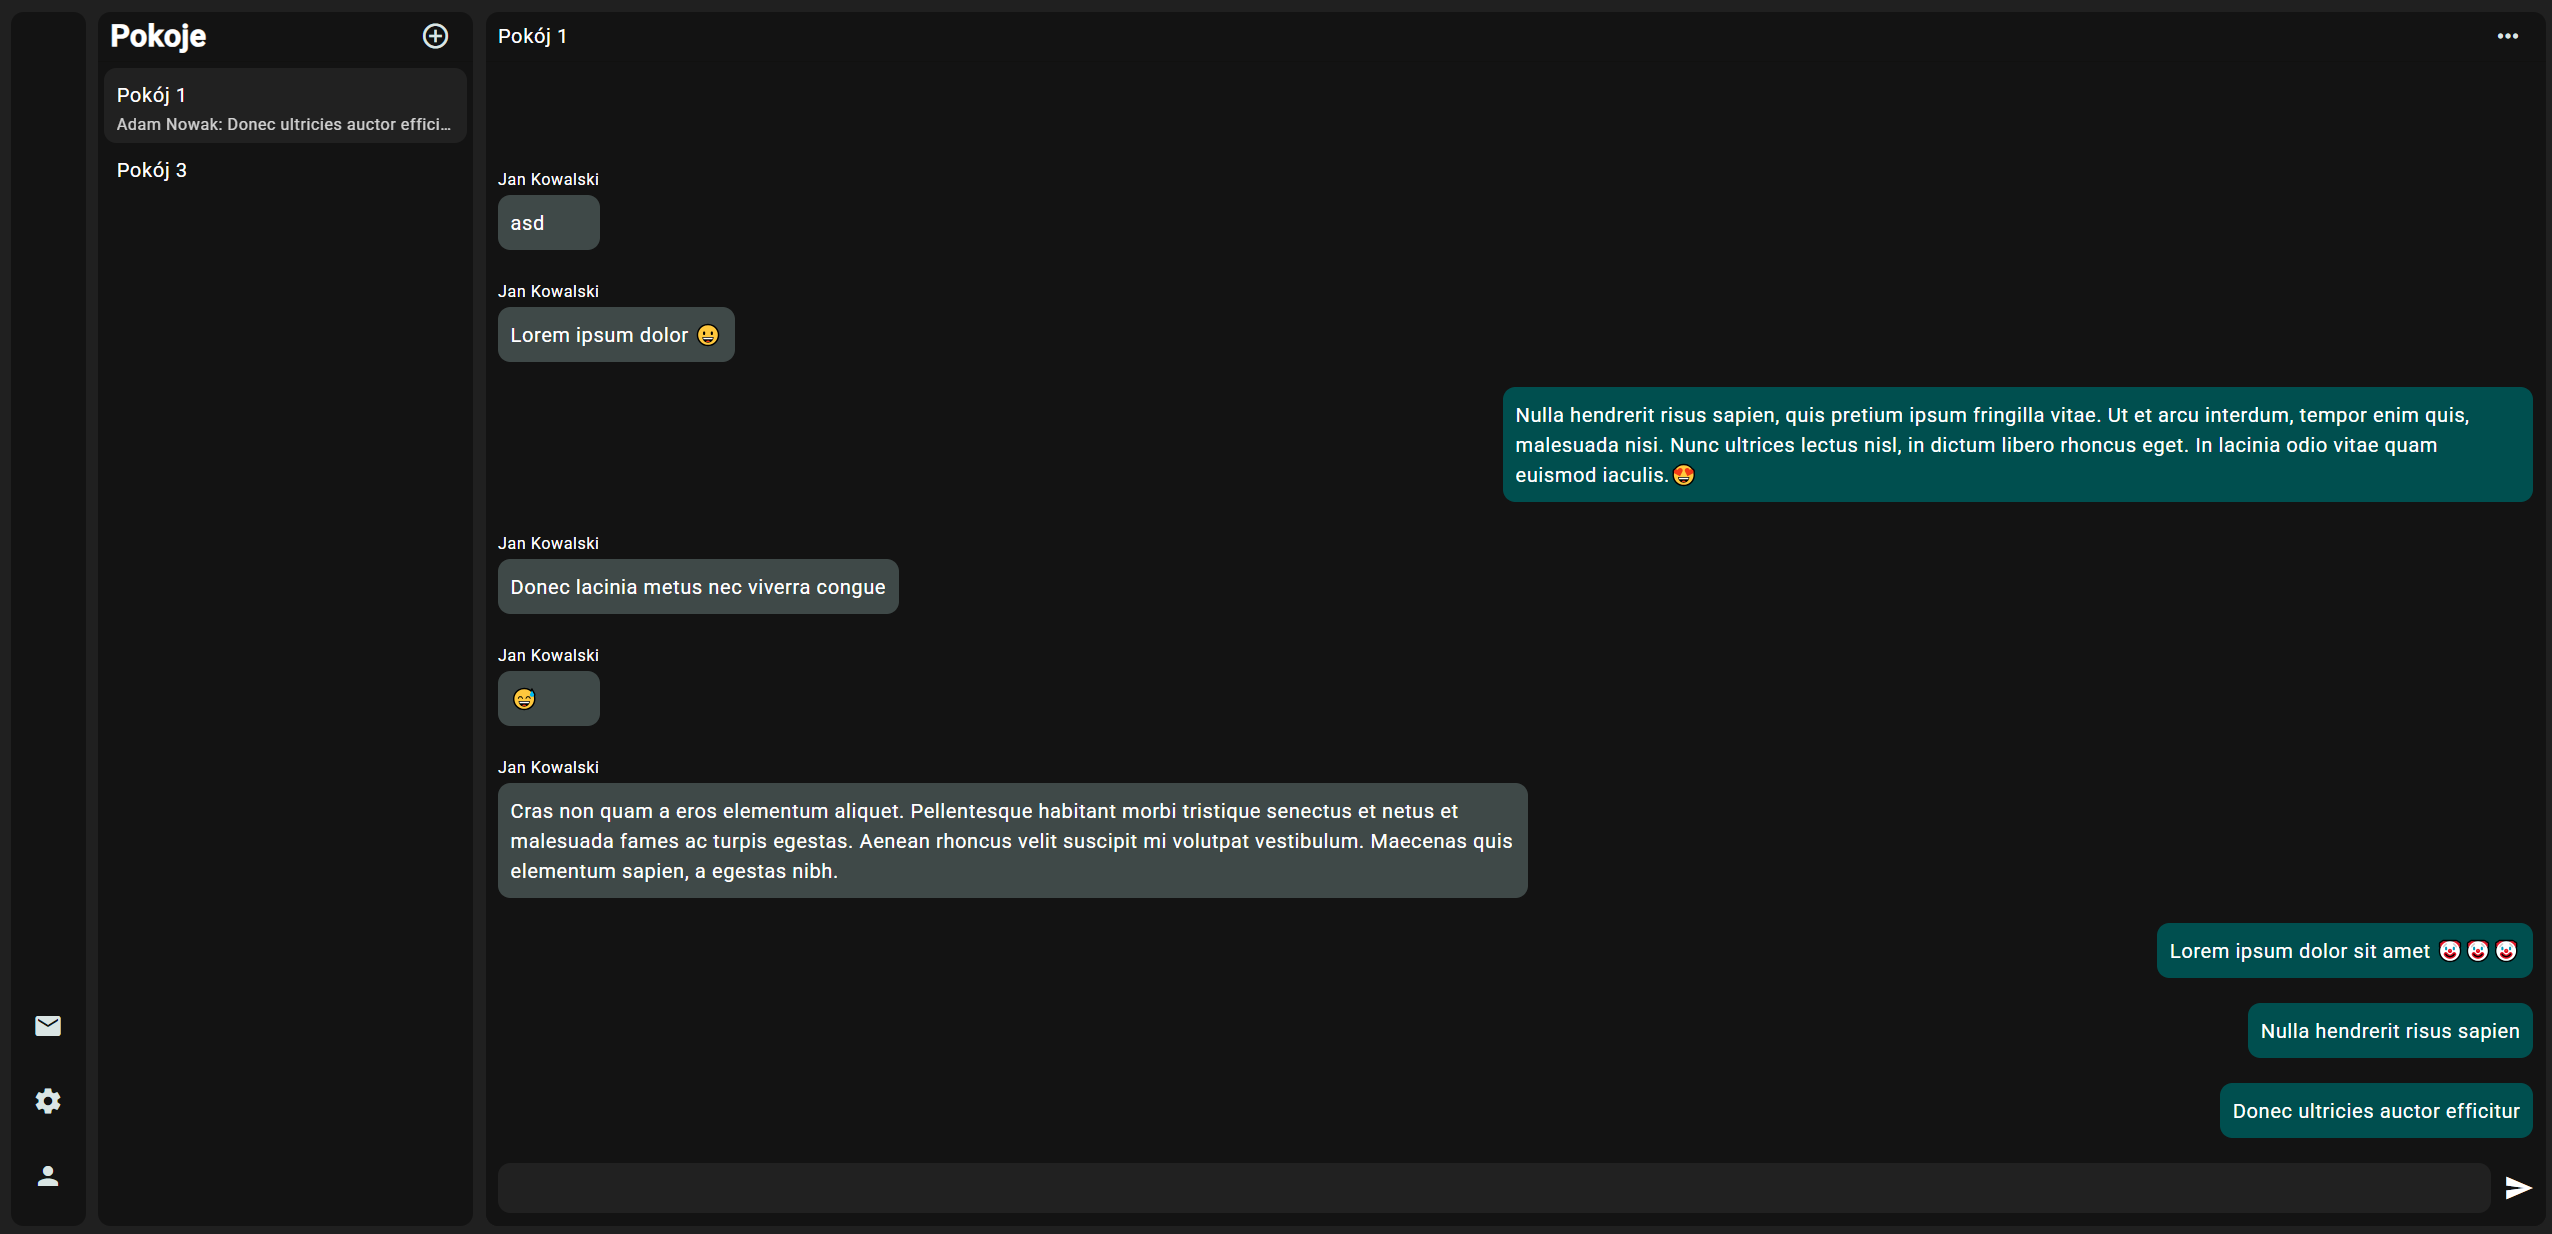 Pokoje
Pokój 1
Adam Nowak: Donec ultricies auctor effici...
Pokój 3
Pokój 1
Jan Kowalski
asd
Jan Kowalski
Lorem ipsum dolor 😀
Nulla hendrerit risus sapien, quis pretium ipsum fringilla vitae. Ut et arcu interdum, tempor enim quis,
malesuada nisi. Nunc ultrices lectus nisl, in dictum libero rhoncus eget. In lacinia odio vitae quam
euismod iaculis.😍
Jan Kowalski
Donec lacinia metus nec viverra congue
Jan Kowalski
😅
Jan Kowalski
Cras non quam a eros elementum aliquet. Pellentesque habitant morbi tristique senectus et netus et
malesuada fames ac turpis egestas. Aenean rhoncus velit suscipit mi volutpat vestibulum. Maecenas quis
elementum sapien, a egestas nibh.
Lorem ipsum dolor sit amet 🤡🤡🤡
Nulla hendrerit risus sapien
Donec ultricies auctor efficitur